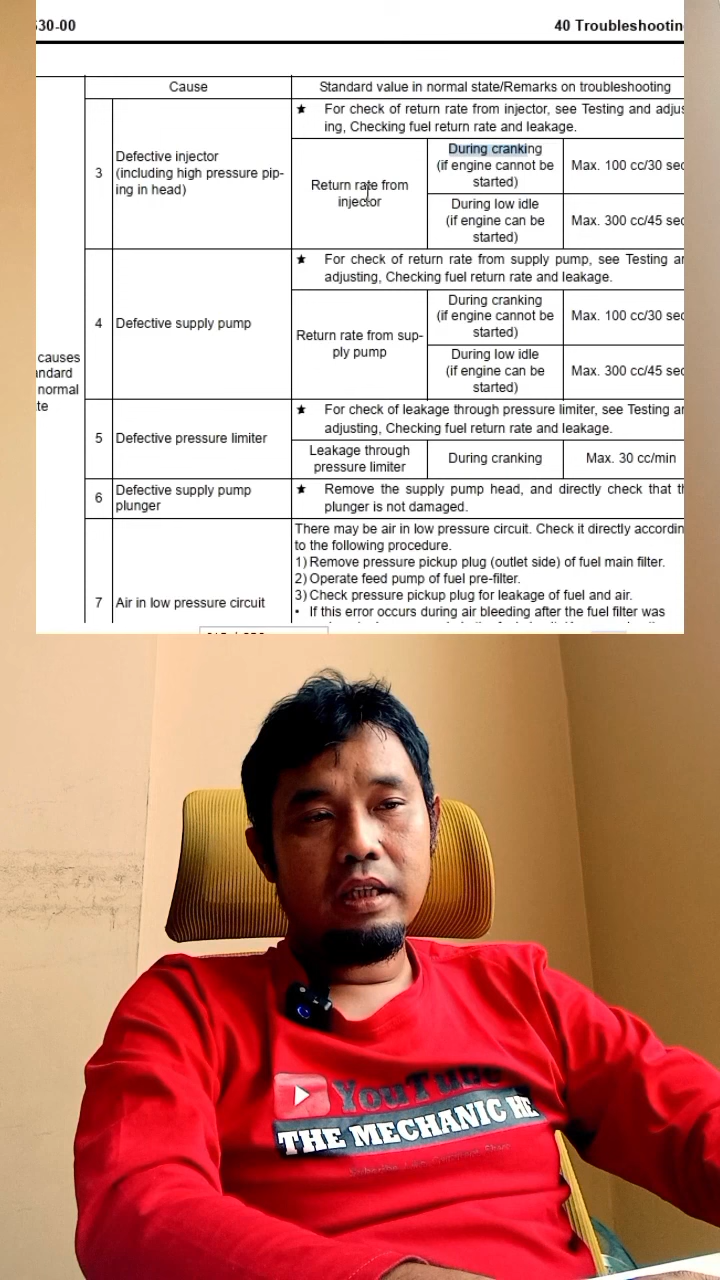 630-00
40 Troubleshooting
Cause
Standard value in normal state/Remarks on troubleshooting
3
Defective injector
(including high pressure pip-
ing in head)
★ For check of return rate from injector, see Testing and adjus
ing, Checking fuel return rate and leakage.
Return rate from
injector
During cranking
(if engine cannot be
started)
Max. 100 cc/30 sec
During low idle
(if engine can be
started)
Max. 300 cc/45 sec
4
Defective supply pump
★ For check of return rate from supply pump, see Testing an
adjusting, Checking fuel return rate and leakage.
Return rate from sup-
ply pump
During cranking
(if engine cannot be
started)
Max. 100 cc/30 sec
During low idle
(if engine can be
started)
Max. 300 cc/45 sec
causes
andard
normal
te
5
Defective pressure limiter
★ For check of leakage through pressure limiter, see Testing an
adjusting, Checking fuel return rate and leakage.
Leakage through
pressure limiter
During cranking
Max. 30 cc/min
6
Defective supply pump
plunger
★ Remove the supply pump head, and directly check that th
plunger is not damaged.
7
Air in low pressure circuit
There may be air in low pressure circuit. Check it directly accordin
to the following procedure.
1) Remove pressure pickup plug (outlet side) of fuel main filter.
2) Operate feed pump of fuel pre-filter.
3) Check pressure pickup plug for leakage of fuel and air.
• If this error occurs during air bleeding after the fuel filter was
YouTube
THE MECHANIC HE